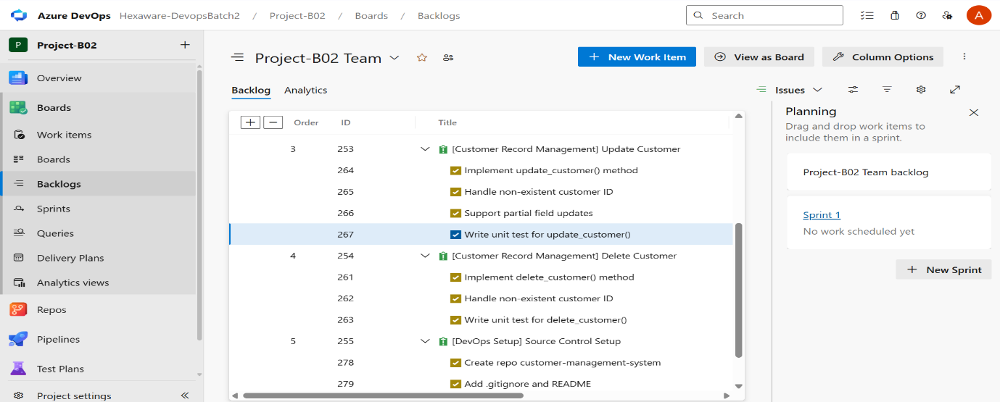 Azure DevOps Hexaware-DevopsBatch2 / Project-B02 / Boards / Backlogs Search A
P Project-B02 +
Overview
Boards
Work items
Boards
Backlogs
Sprints
Queries
Delivery Plans
Analytics views
Repos
Pipelines
Test Plans
Project settings
Project-B02 Team
+ New Work Item View as Board Column Options
Backlog Analytics
Issues
Order ID Title
3 253 [Customer Record Management] Update Customer
264 Implement update_customer() method
265 Handle non-existent customer ID
266 Support partial field updates
267 Write unit test for update_customer()
4 254 [Customer Record Management] Delete Customer
261 Implement delete_customer() method
262 Handle non-existent customer ID
263 Write unit test for delete_customer()
5 255 [DevOps Setup] Source Control Setup
278 Create repo customer-management-system
279 Add .gitignore and README
Planning
Drag and drop work items to
include them in a sprint.
Project-B02 Team backlog
Sprint 1
No work scheduled yet
+ New Sprint